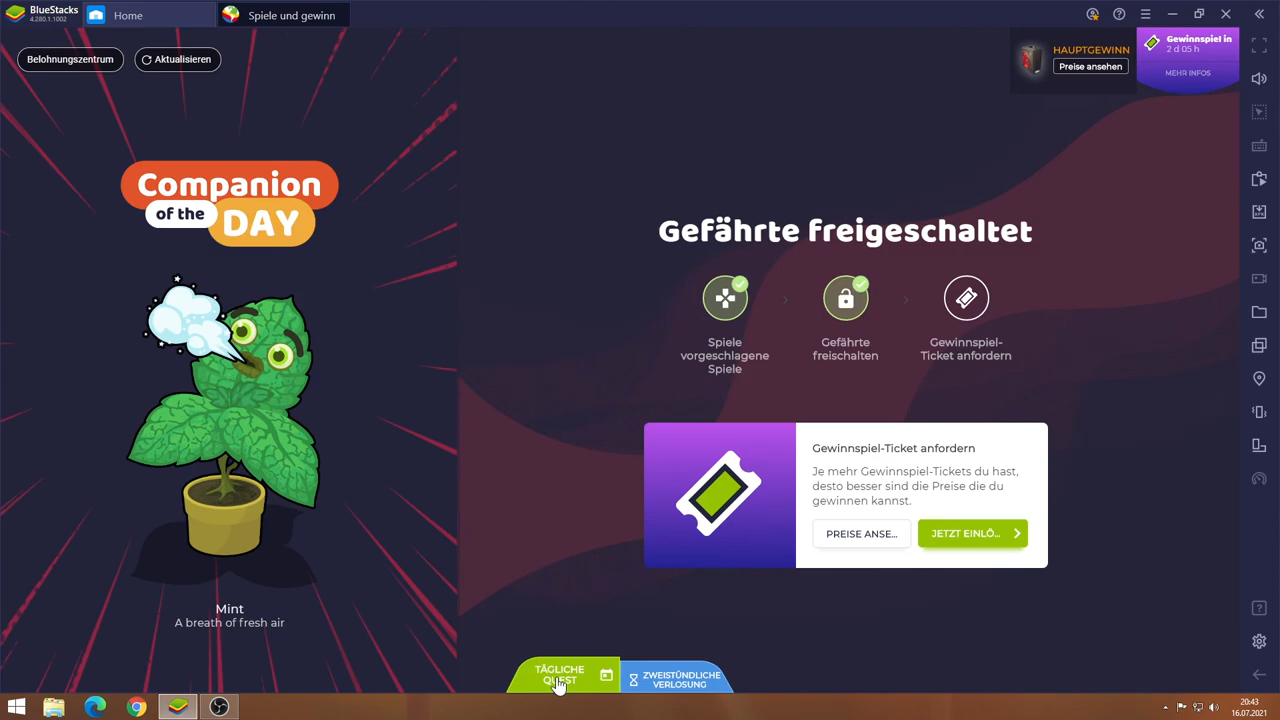 BlueStacks
4.280.1.1002
Home
Spiele und gewinn
Belohnungszentrum
Aktualisieren
HAUPTGEWINN
Preise ansehen
Gewinnspiel in
2 d 05 h
MEHR INFOS
Companion
of the
DAY
Mint
A breath of fresh air
Gefährte freigeschaltet
Spiele
vorgeschlagene
Spiele
Gefährte
freischalten
Gewinnspiel-
Ticket anfordern
Gewinnspiel-Ticket anfordern
Je mehr Gewinnspiel-Tickets du hast,
desto besser sind die Preise die du
gewinnen kannst.
PREISE ANSE...
JETZT EINLÖ...
TÄGLICHE
QUEST
ZWEISTÜNDLICHE
VERLOSUNG
20:43
16.07.2021